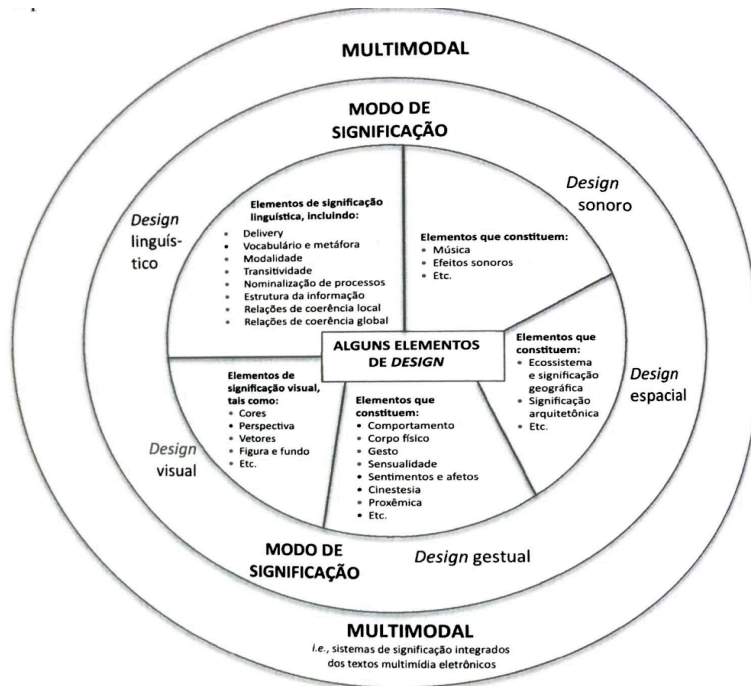 MULTIMODAL
MODO DE
SIGNIFICAÇÃO
Design
linguís-
tico
Elementos de significação
linguística, incluindo:
• Delivery
• Vocabulário e metáfora
• Modalidade
• Transitividade
• Nominalização de processos
• Estrutura da informação
• Relações de coerência local
• Relações de coerência global
Design
sonoro
Elementos que constituem:
• Música
• Efeitos sonoros
• Etc.
ALGUNS ELEMENTOS
DE DESIGN
Elementos que
constituem:
• Ecossistema
e significação
geográfica
• Significação
arquitetônica
• Etc.
Design
espacial
Elementos de
significação visual,
tais como:
• Cores
• Perspectiva
• Vetores
• Figura e fundo
• Etc.
Design
visual
Elementos que
constituem:
• Comportamento
• Corpo físico
• Gesto
• Sensualidade
• Sentimentos e afetos
• Cinestesia
• Proxêmica
• Etc.
MODO DE
SIGNIFICAÇÃO
Design gestual
MULTIMODAL
i.e., sistemas de significação integrados
dos textos multimídia eletrônicos